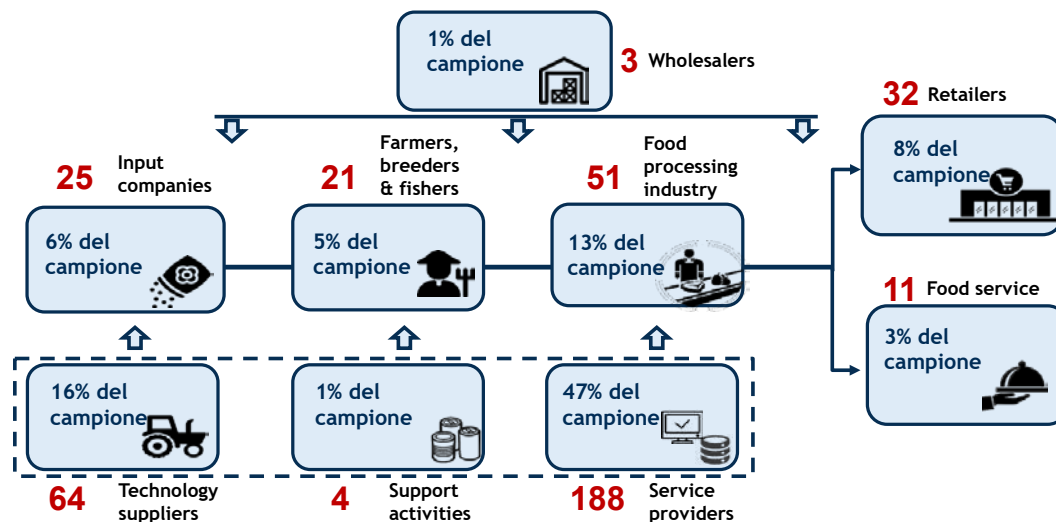 1% del
campione
3 Wholesalers
32 Retailers
8% del
campione
25 Input
companies
6% del
campione
21 Farmers,
breeders
& fishers
5% del
campione
51 Food
processing
industry
13% del
campione
11 Food service
3% del
campione
16% del
campione
64 Technology
suppliers
1% del
campione
4 Support
activities
47% del
campione
188 Service
providers